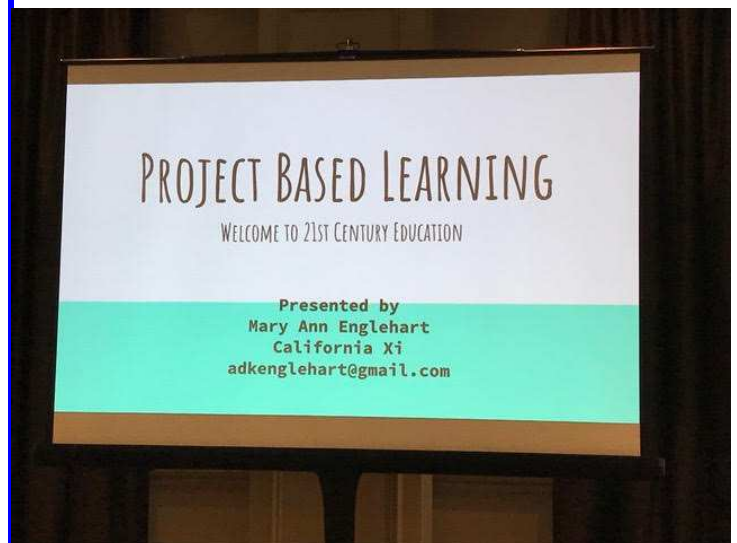 PROJECT BASED LEARNING
WELCOME TO 21ST CENTURY EDUCATION
Presented by
Mary Ann Englehart
California Xi
adkenglehart@gmail.com